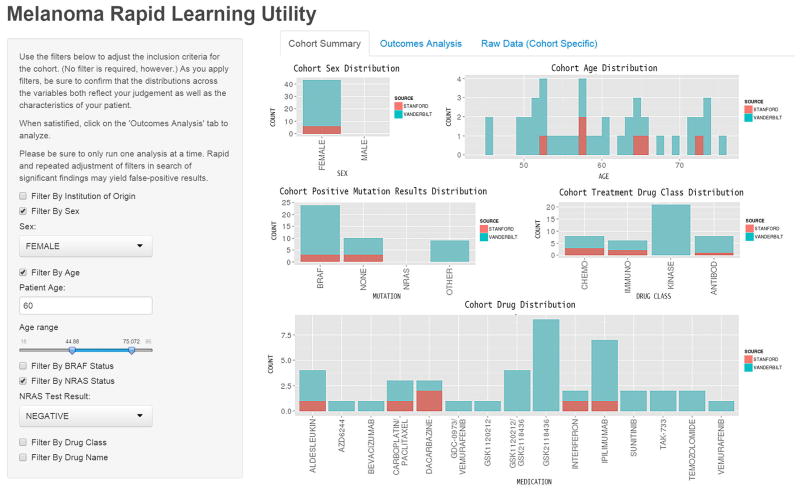 Melanoma Rapid Learning Utility
Use the filters below to adjust the inclusion criteria for
the cohort. (No filter is required, however.) As you apply
filters, be sure to confirm that the distributions across
the variables both reflect your judgement as well as the
characteristics of your patient.
When satistified, click on the 'Outcomes Analysis' tab to
analyze.
Please be sure to only run one analysis at a time. Rapid
and repeated adjustment of filters in search of
significant findings may yield false-positive results.
Filter By Institution of Origin
Filter By Sex
Sex:
FEMALE
Filter By Age
Patient Age:
60
Age range
18 44.88 75.072 95
Filter By BRAF Status
Filter By NRAS Status
NRAS Test Result:
NEGATIVE
Filter By Drug Class
Filter By Drug Name
Cohort Summary Outcomes Analysis Raw Data (Cohort Specific)
Cohort Sex Distribution
COUNT
40
30
20
10
0
FEMALE
MALE
SEX
SOURCE
STANFORD
VANDERBILT
Cohort Age Distribution
COUNT
4
3
2
1
0
50 60 70
AGE
SOURCE
STANFORD
VANDERBILT
Cohort Positive Mutation Results Distribution
COUNT
25
20
15
10
5
0
BRAF
NONE
NRAS
OTHER
MUTATION
SOURCE
STANFORD
VANDERBILT
Cohort Treatment Drug Class Distribution
COUNT
20
15
10
5
0
CHEMO
IMMUNO
KINASE
ANTIBOD
DRUG CLASS
SOURCE
STANFORD
VANDERBILT
Cohort Drug Distribution
COUNT
7.5
5.0
2.5
0.0
ALDESLEUKIN
AZD6244
BEVACIZUMAB
CARBOPLATIN/
PACLITAXEL
DACARBAZINE
GDC-0973/
VEMURAFENIB
GSK1120212
GSK1120212/
GSK2118436
GSK2118436
INTERFERON
IPILIMUMAB
SUNITINIB
TAK-733
TEMOZOLOMIDE
VEMURAFENIB
MEDICATION
SOURCE
STANFORD
VANDERBILT